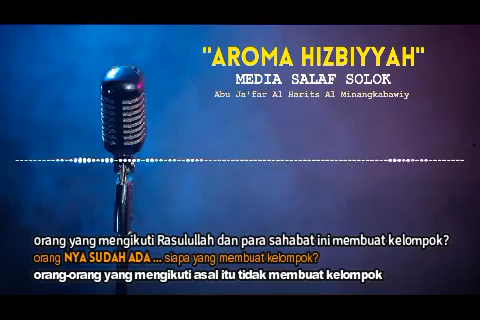 "AROMA HIZBIYYAH"
MEDIA SALAF SOLOK
Abu Ja'far Al Harits Al Minangkabawiy
orang yang mengikuti Rasulullah dan para sahabat ini membuat kelompok?
orang NYA SUDAH ADA ... siapa yang membuat kelompok?
orang-orang yang mengikuti asal itu tidak membuat kelompok